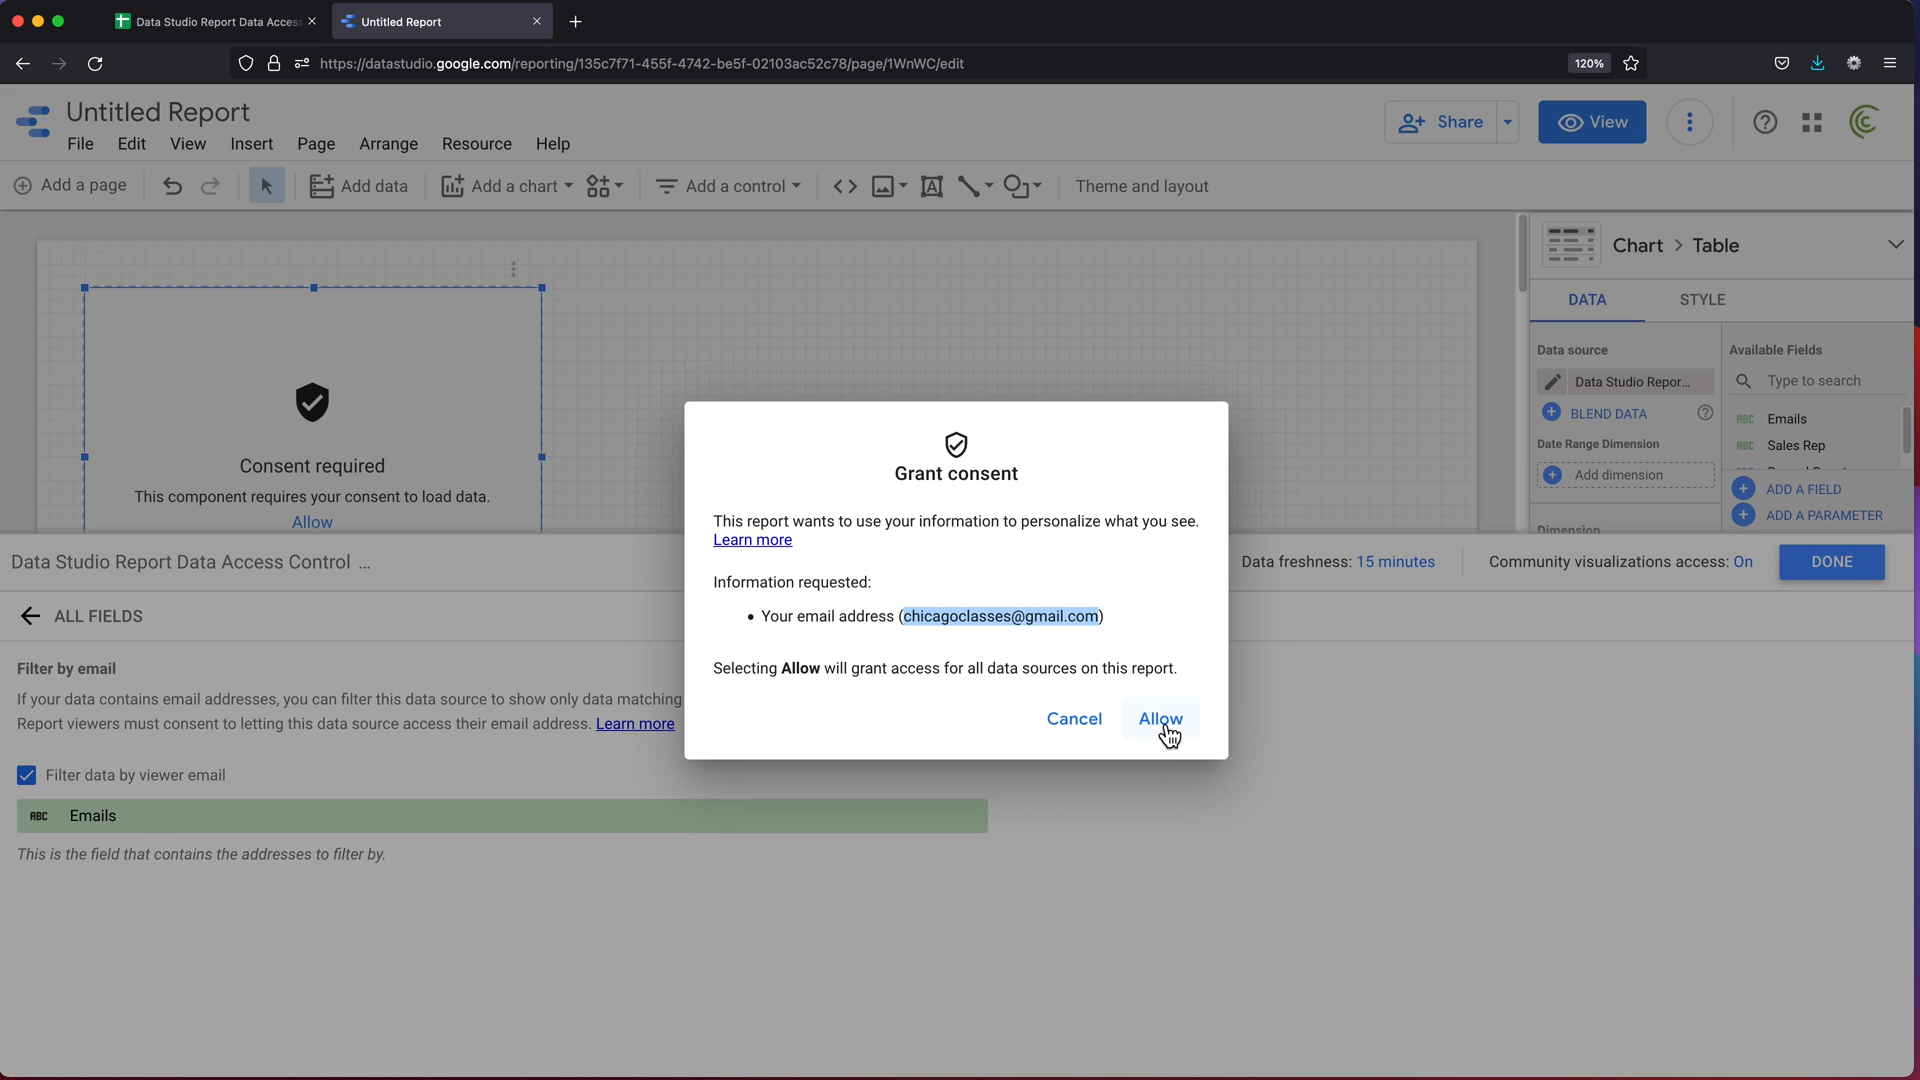 Data Studio Report Data Access
Untitled Report
https://datastudio.google.com/reporting/135c7f71-455f-4742-be5f-02103ac52c78/page/1WnWC/edit
120%
Untitled Report
File Edit View Insert Page Arrange Resource Help
Share
View
Add a page
Add data
Add a chart
Add a control
Theme and layout
Chart > Table
DATA
STYLE
Data source
Data Studio Repor...
BLEND DATA
Date Range Dimension
Add dimension
Dimension
Available Fields
Type to search
ABC Emails
ABC Sales Rep
ADD A FIELD
ADD A PARAMETER
Consent required
This component requires your consent to load data.
Allow
Grant consent
This report wants to use your information to personalize what you see.
Learn more
Information requested:
• Your email address (chicagoclasses@gmail.com)
Selecting Allow will grant access for all data sources on this report.
Cancel
Allow
Data Studio Report Data Access Control ...
Data freshness: 15 minutes
Community visualizations access: On
DONE
ALL FIELDS
Filter by email
If your data contains email addresses, you can filter this data source to show only data matching
Report viewers must consent to letting this data source access their email address. Learn more
Filter data by viewer email
ABC Emails
This is the field that contains the addresses to filter by.